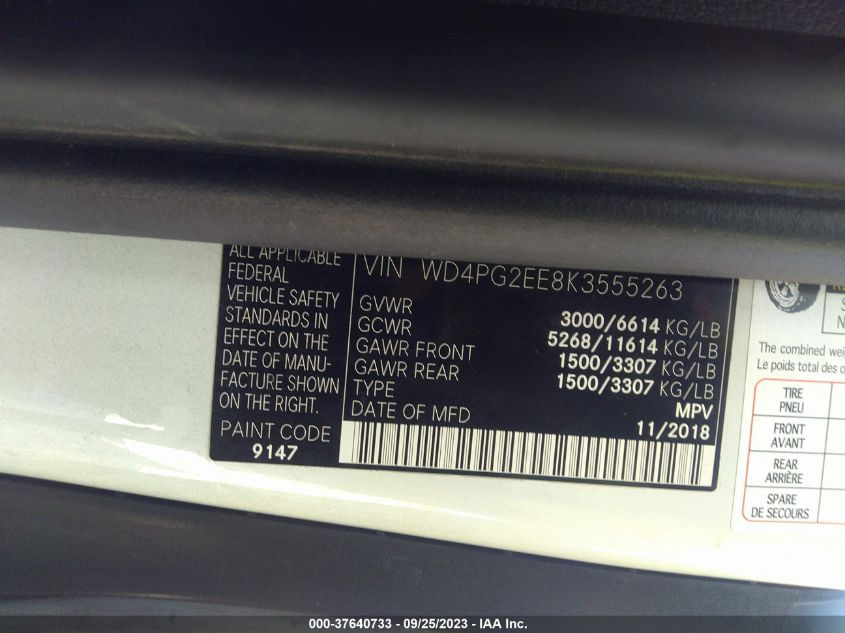 ALL APPLICABLE
FEDERAL
VEHICLE SAFETY
STANDARDS IN
EFFECT ON THE
DATE OF MANU-
FACTURE SHOWN
ON THE RIGHT.
PAINT CODE
9147
VIN WD4PG2EE8K3555263
GVWR 3000/6614 KG/LB
GCWR 5268/11614 KG/LB
GAWR FRONT 1500/3307 KG/LB
GAWR REAR 1500/3307 KG/LB
TYPE MPV
DATE OF MFD 11/2018
The combined wei
Le poids total des o
TIRE
PNEU
FRONT
AVANT
REAR
ARRIÈRE
SPARE
DE SECOURS
000-37640733 - 09/25/2023 - IAA Inc.